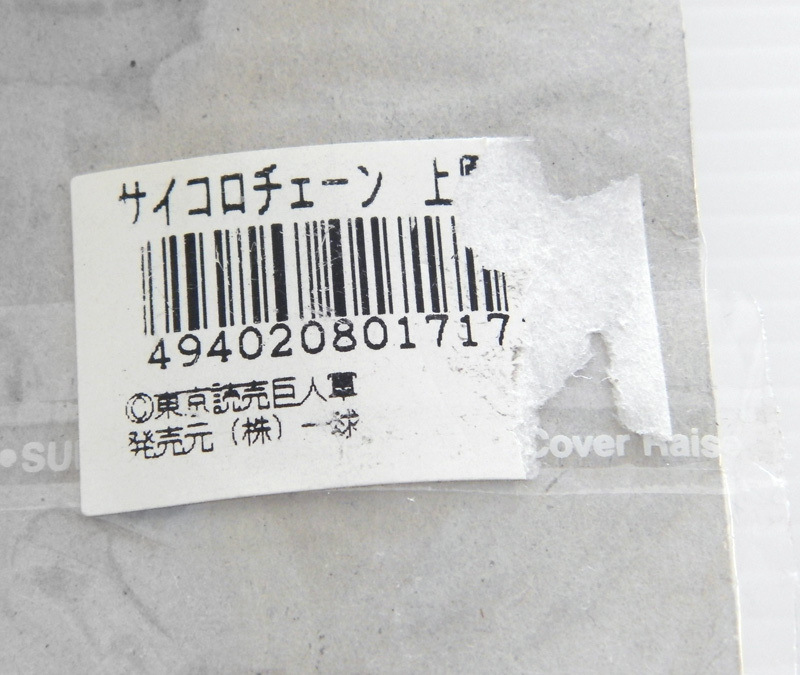 サイコロチェーン 上
494020801717
©東京読売巨人軍
発売元 (株) 一球
Cover Raise